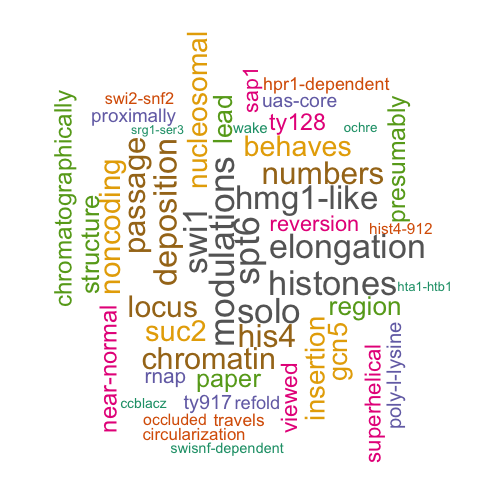 nucleosomal
swi2-snf2
sap1
hpr1-dependent
chromatographically
proximally
lead
uas-core
presumably
srg1-ser3
wake
ty128
ochre
passage
behaves
noncoding
structure
deposition
swi1
modulations
numbers
hmg1-like
spt6
reversion
hist4-912
elongation
histones
hta1-htb1
locus
solo
region
near-normal
suc2
his4
insertion
gcn5
superhelical
poly-l-lysine
chromatin
rnap
paper
viewed
ccblacz
ty917
refold
occluded
travels
circularization
swisnf-dependent